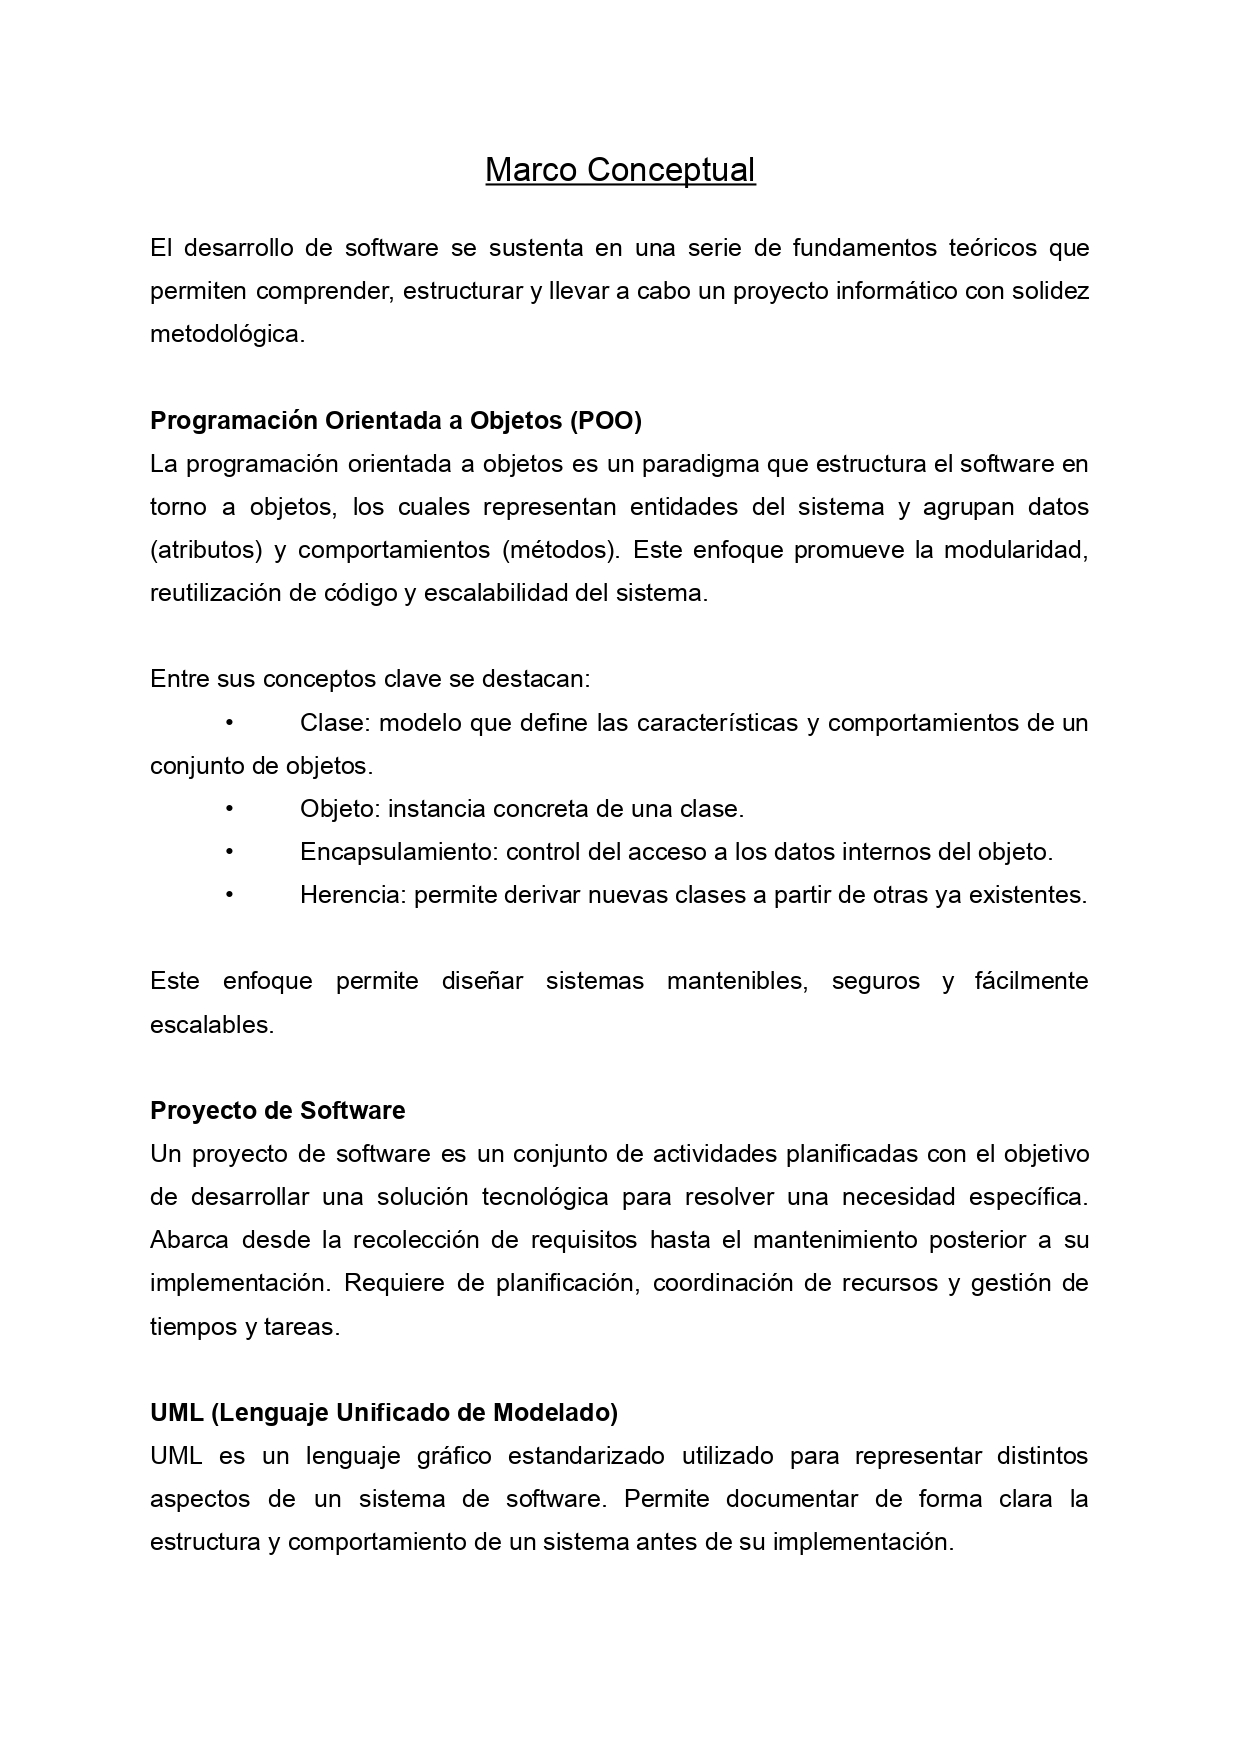 Marco Conceptual
El desarrollo de software se sustenta en una serie de fundamentos teóricos que
permiten comprender, estructurar y llevar a cabo un proyecto informático con solidez
metodológica.
Programación Orientada a Objetos (POO)
La programación orientada a objetos es un paradigma que estructura el software en
torno a objetos, los cuales representan entidades del sistema y agrupan datos
(atributos) y comportamientos (métodos). Este enfoque promueve la modularidad,
reutilización de código y escalabilidad del sistema.
Entre sus conceptos clave se destacan:
• Clase: modelo que define las características y comportamientos de un
conjunto de objetos.
• Objeto: instancia concreta de una clase.
• Encapsulamiento: control del acceso a los datos internos del objeto.
• Herencia: permite derivar nuevas clases a partir de otras ya existentes.
Este enfoque permite diseñar sistemas mantenibles, seguros y fácilmente
escalables.
Proyecto de Software
Un proyecto de software es un conjunto de actividades planificadas con el objetivo
de desarrollar una solución tecnológica para resolver una necesidad específica.
Abarca desde la recolección de requisitos hasta el mantenimiento posterior a su
implementación. Requiere de planificación, coordinación de recursos y gestión de
tiempos y tareas.
UML (Lenguaje Unificado de Modelado)
UML es un lenguaje gráfico estandarizado utilizado para representar distintos
aspectos de un sistema de software. Permite documentar de forma clara la
estructura y comportamiento de un sistema antes de su implementación.